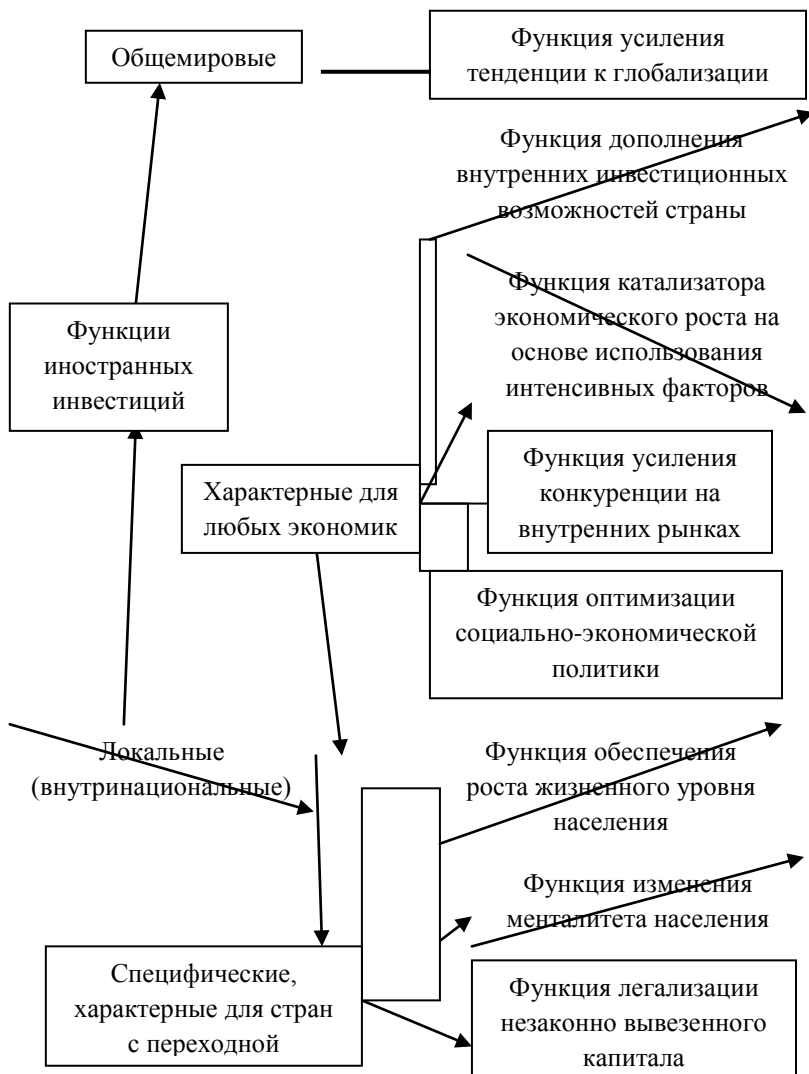 Общемировые
Функция усиления
тенденции к глобализации
Функция дополнения
внутренних инвестиционных
возможностей страны
Функции
иностранных
инвестиций
Функция катализатора
экономического роста на
основе использования
интенсивных факторов
Характерные для
любых экономик
Функция усиления
конкуренции на
внутренних рынках
Функция оптимизации
социально-экономической
политики
Локальные
(внутринациональные)
Функция обеспечения
роста жизненного уровня
населения
Функция изменения
менталитета населения
Специфические,
характерные для стран
с переходной
Функция легализации
незаконно вывезенного
капитала